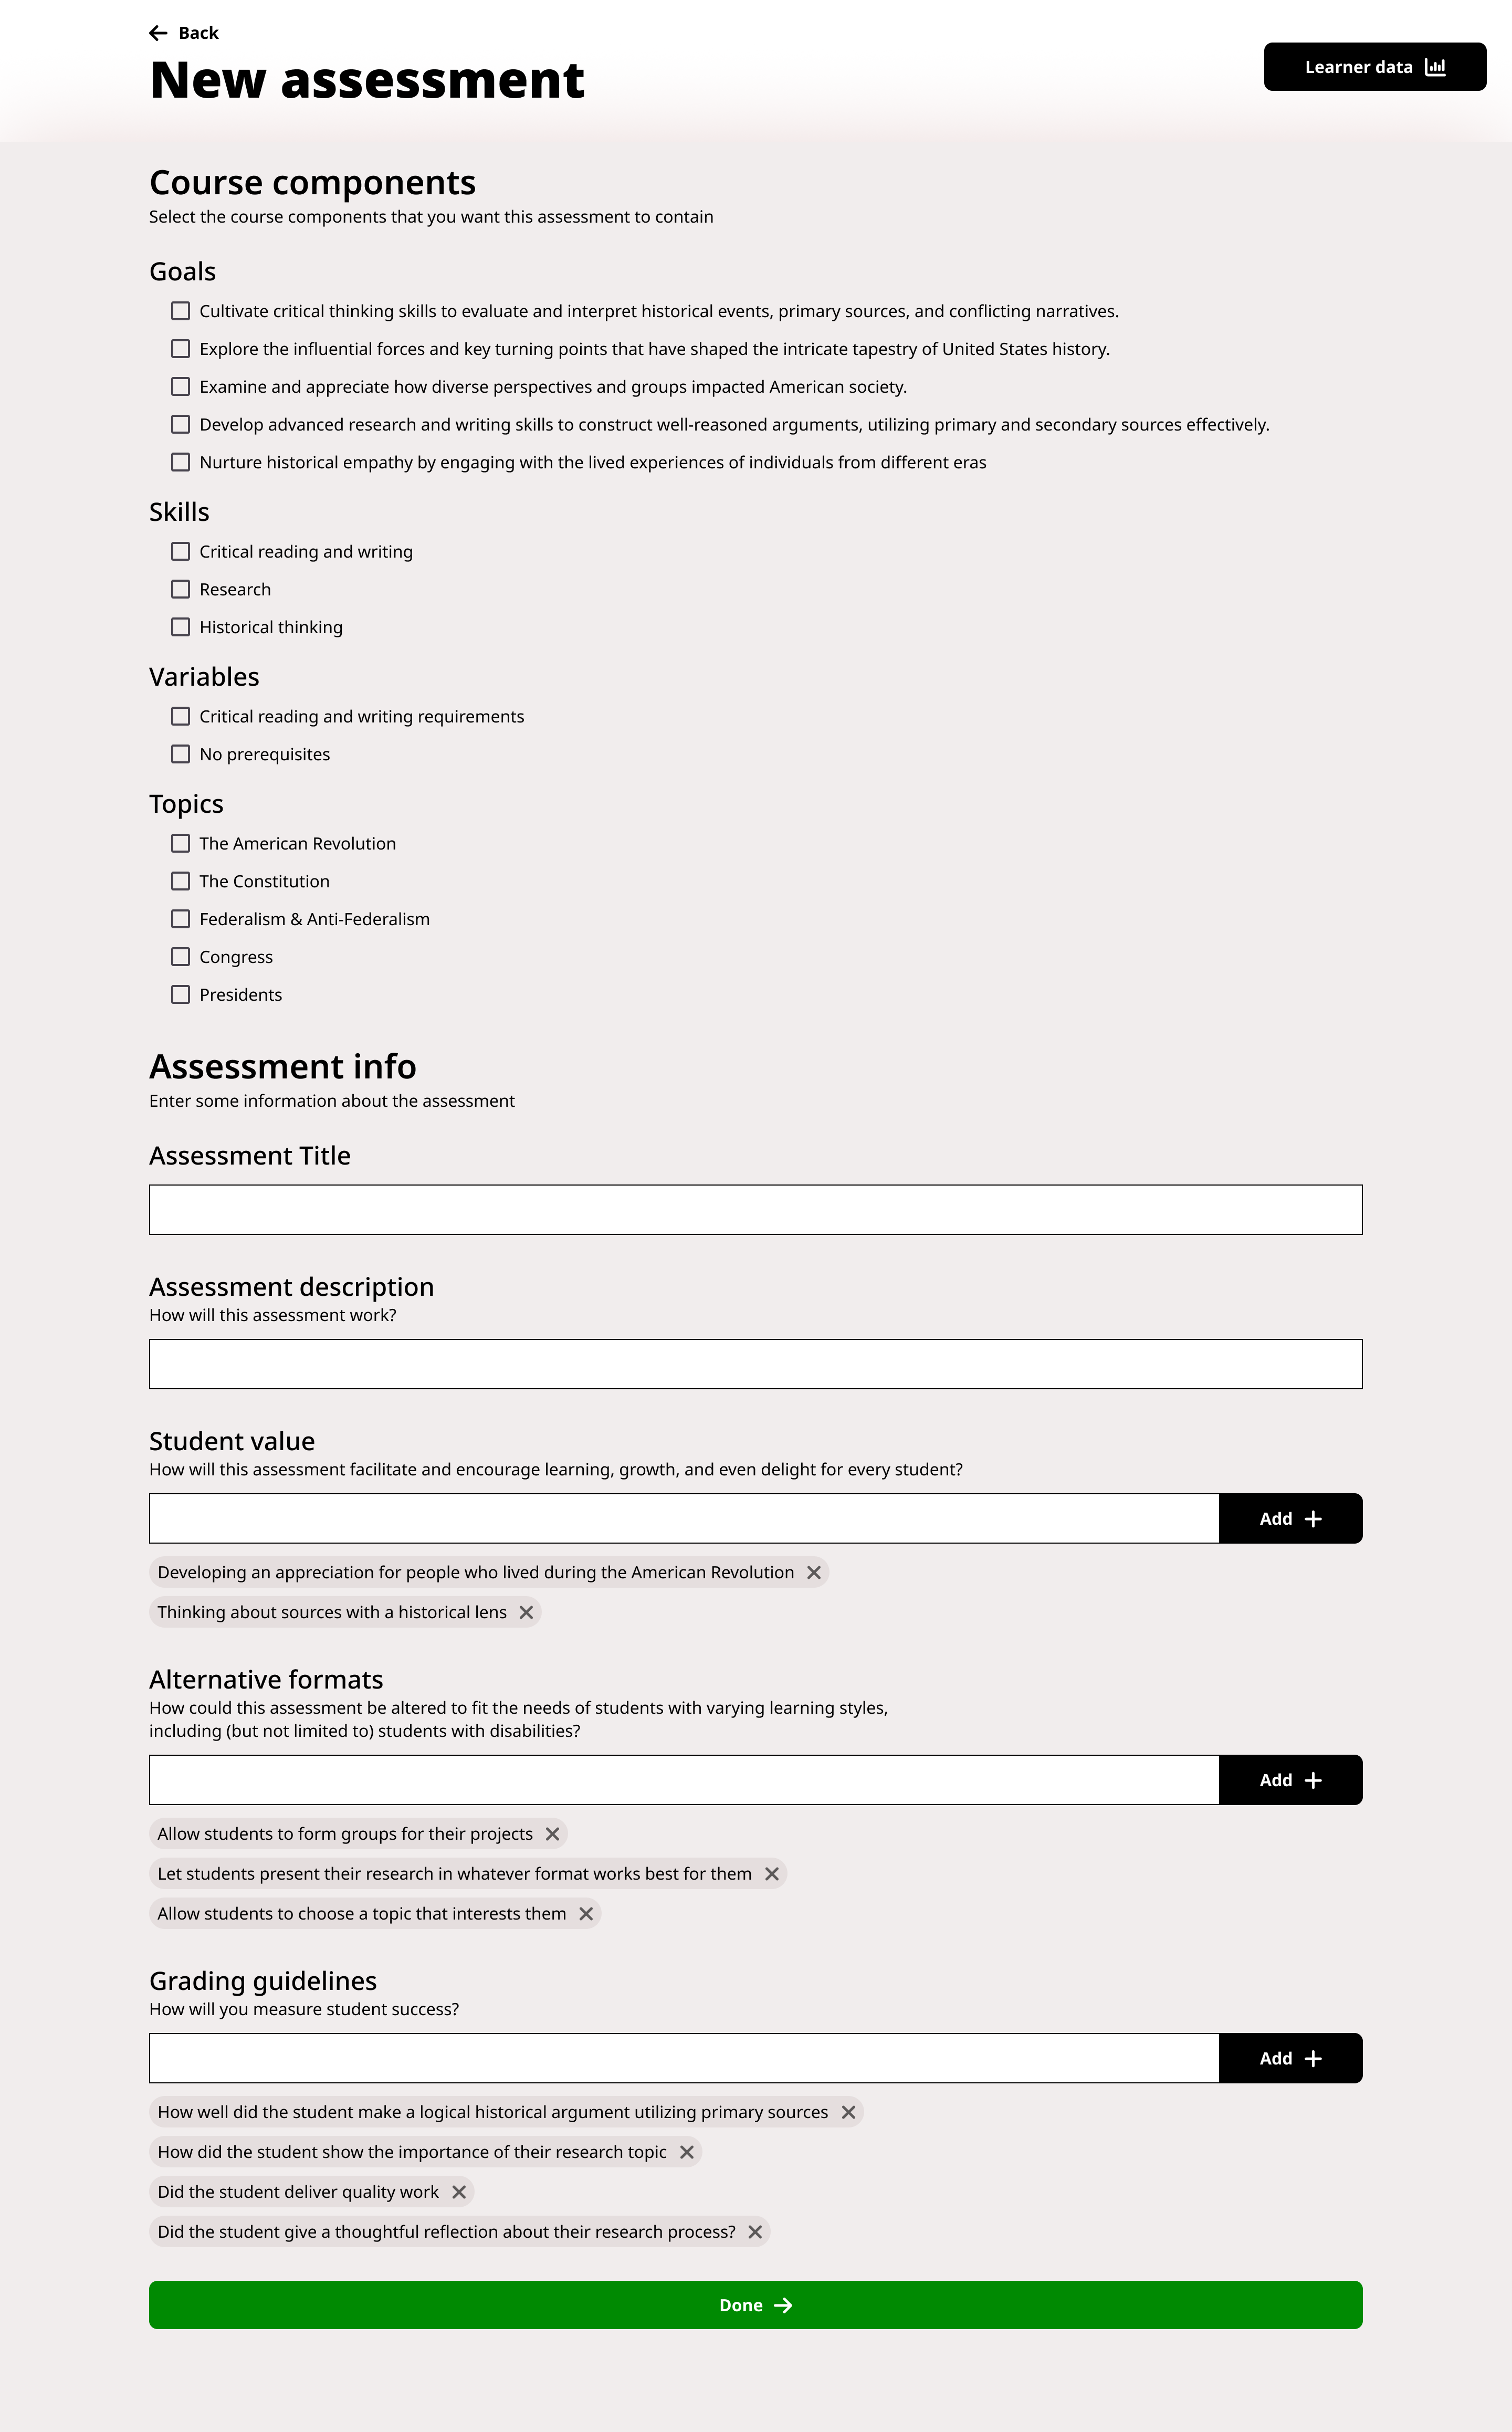 Back
New assessment
Learner data
Course components
Select the course components that you want this assessment to contain
Goals
Cultivate critical thinking skills to evaluate and interpret historical events, primary sources, and conflicting narratives.
Explore the influential forces and key turning points that have shaped the intricate tapestry of United States history.
Examine and appreciate how diverse perspectives and groups impacted American society.
Develop advanced research and writing skills to construct well-reasoned arguments, utilizing primary and secondary sources effectively.
Nurture historical empathy by engaging with the lived experiences of individuals from different eras
Skills
Critical reading and writing
Research
Historical thinking
Variables
Critical reading and writing requirements
No prerequisites
Topics
The American Revolution
The Constitution
Federalism & Anti-Federalism
Congress
Presidents
Assessment info
Enter some information about the assessment
Assessment Title
Assessment description
How will this assessment work?
Student value
How will this assessment facilitate and encourage learning, growth, and even delight for every student?
Add
Developing an appreciation for people who lived during the American Revolution
Thinking about sources with a historical lens
Alternative formats
How could this assessment be altered to fit the needs of students with varying learning styles,
including (but not limited to) students with disabilities?
Add
Allow students to form groups for their projects
Let students present their research in whatever format works best for them
Allow students to choose a topic that interests them
Grading guidelines
How will you measure student success?
Add
How well did the student make a logical historical argument utilizing primary sources
How did the student show the importance of their research topic
Did the student deliver quality work
Did the student give a thoughtful reflection about their research process?
Done